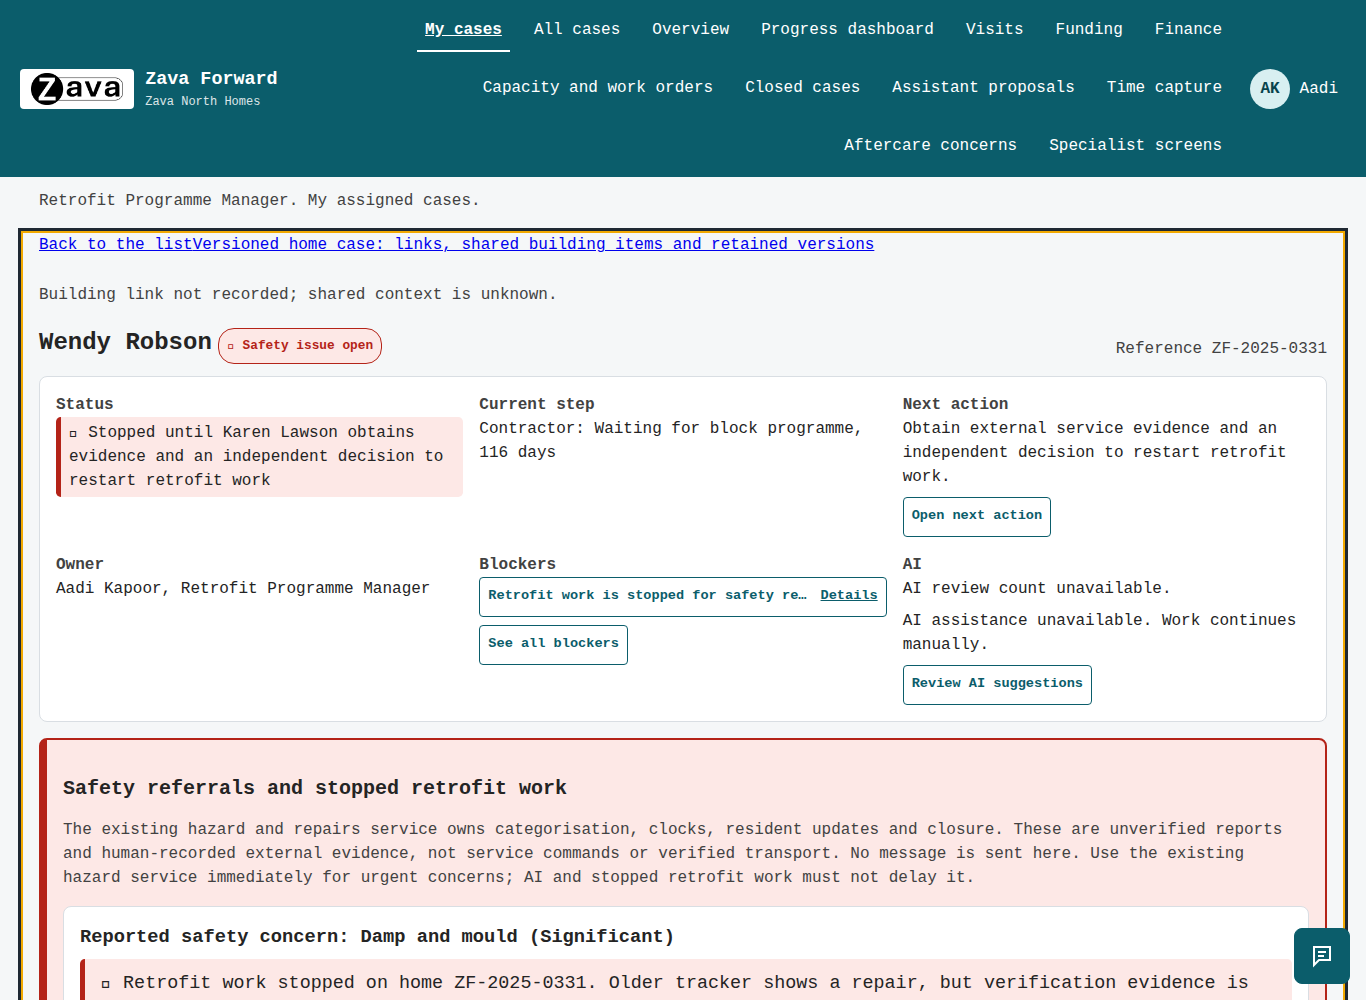 My cases All cases Overview Progress dashboard Visits Funding Finance
Zava
Zava Forward
Zava North Homes
Capacity and work orders Closed cases Assistant proposals Time capture
AK Aadi
Aftercare concerns Specialist screens
Retrofit Programme Manager. My assigned cases.
Back to the listVersioned home case: links, shared building items and retained versions
Building link not recorded; shared context is unknown.
Wendy Robson Safety issue open
Reference ZF-2025-0331
Status
Stopped until Karen Lawson obtains
evidence and an independent decision to
restart retrofit work
Current step
Contractor: Waiting for block programme,
116 days
Next action
Obtain external service evidence and an
independent decision to restart retrofit
work.
Open next action
Owner
Aadi Kapoor, Retrofit Programme Manager
Blockers
Retrofit work is stopped for safety re… Details
See all blockers
AI
AI review count unavailable.
AI assistance unavailable. Work continues
manually.
Review AI suggestions
Safety referrals and stopped retrofit work
The existing hazard and repairs service owns categorisation, clocks, resident updates and closure. These are unverified reports
and human-recorded external evidence, not service commands or verified transport. No message is sent here. Use the existing
hazard service immediately for urgent concerns; AI and stopped retrofit work must not delay it.
Reported safety concern: Damp and mould (Significant)
Retrofit work stopped on home ZF-2025-0331. Older tracker shows a repair, but verification evidence is